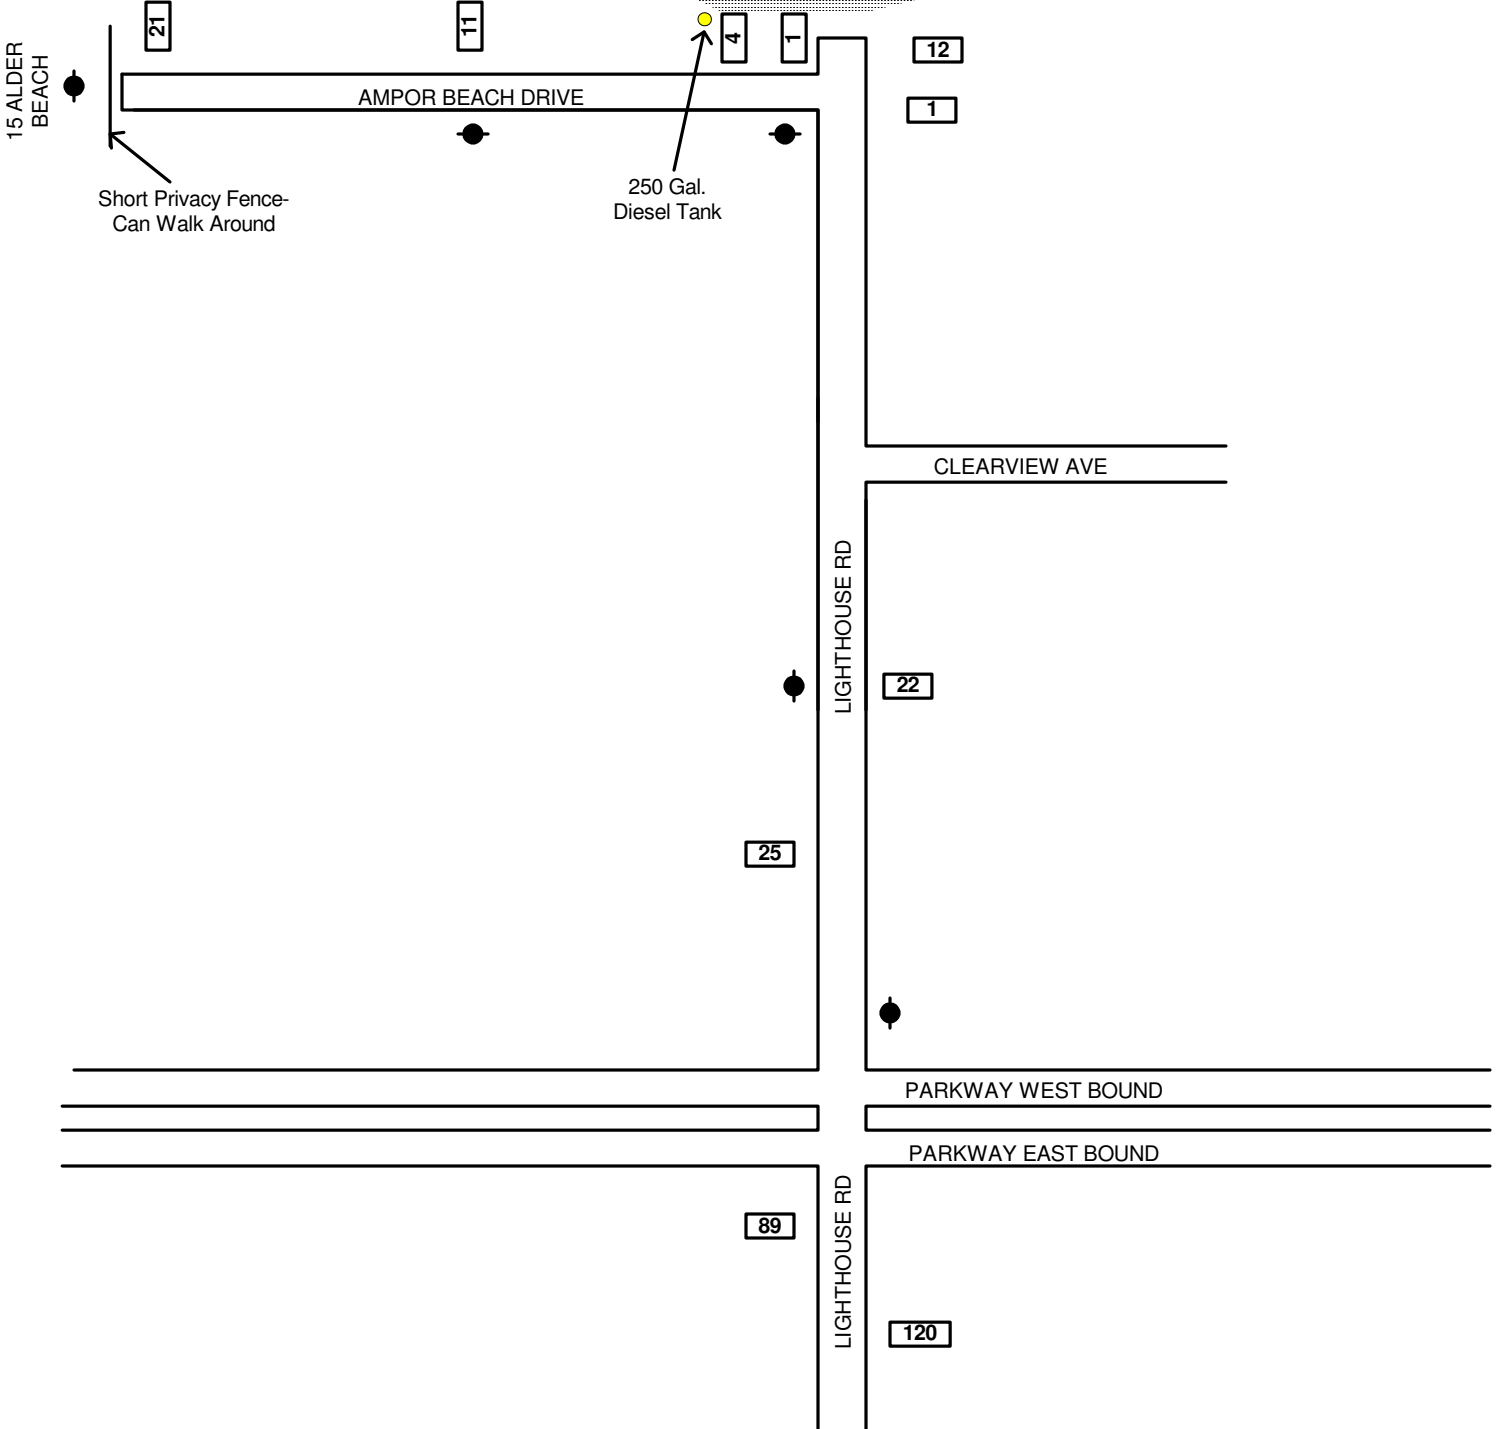 21
11
4
1
12
15 ALDER
BEACH
AMPOR BEACH DRIVE
1
Short Privacy Fence-
Can Walk Around
250 Gal.
Diesel Tank
CLEARVIEW AVE
LIGHTHOUSE RD
22
25
PARKWAY WEST BOUND
PARKWAY EAST BOUND
89
LIGHTHOUSE RD
120